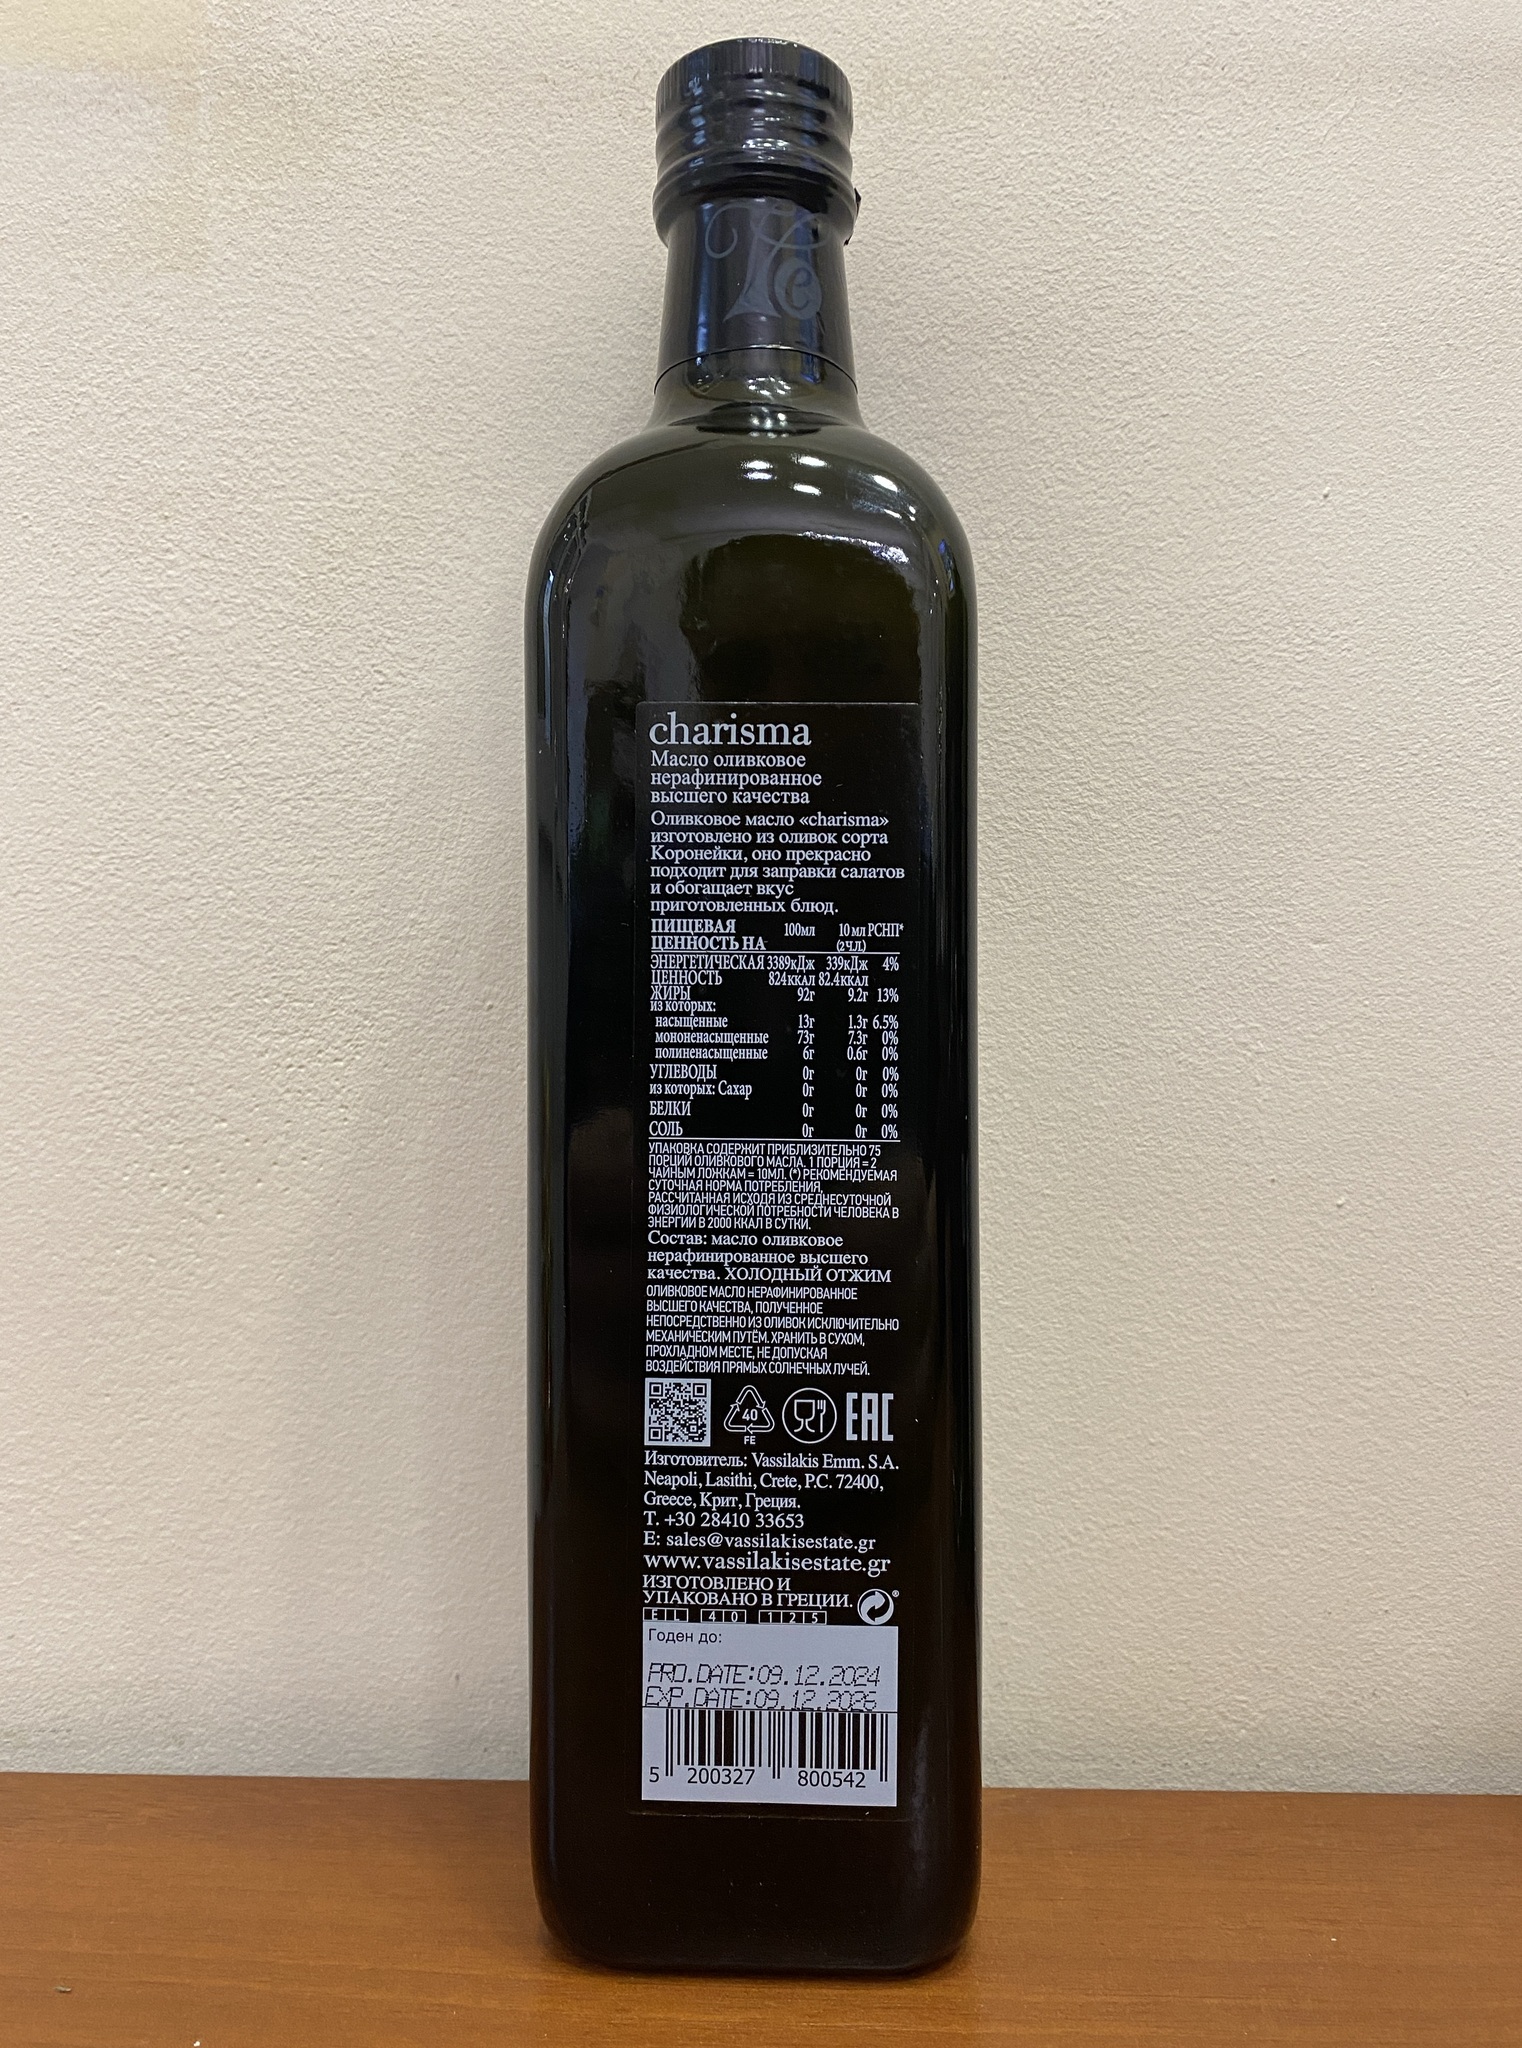 charisma
Масло оливковое
нерафинированное
высшего качества
Оливковое масло «charisma»
изготовлено из оливок сорта
Коронейки, оно прекрасно
подходит для заправки салатов
и обогащает вкус
приготовленных блюд.
ПИЩЕВАЯ 100мл 10 мл РСНП*
ЦЕННОСТЬ НА (2Ч.Л.)
ЭНЕРГЕТИЧЕСКАЯ 3389кДж 339кДж 4%
ЦЕННОСТЬ 824ккал 82.4ккал
ЖИРЫ 92г 9.2г 13%
из которых:
насыщенные 13г 1.3г 6.5%
мононенасыщенные 73г 7.3г 0%
полиненасыщенные 6г 0.6г 0%
УГЛЕВОДЫ 0г 0г 0%
из которых: Сахар 0г 0г 0%
БЕЛКИ 0г 0г 0%
СОЛЬ 0г 0г 0%
УПАКОВКА СОДЕРЖИТ ПРИБЛИЗИТЕЛЬНО 75
ПОРЦИЙ ОЛИВКОВОГО МАСЛА. 1 ПОРЦИЯ = 2
ЧАЙНЫМ ЛОЖКАМ = 10МЛ. (*) РЕКОМЕНДУЕМАЯ
СУТОЧНАЯ НОРМА ПОТРЕБЛЕНИЯ,
РАССЧИТАННАЯ ИСХОДЯ ИЗ СРЕДНЕСУТОЧНОЙ
ФИЗИОЛОГИЧЕСКОЙ ПОТРЕБНОСТИ ЧЕЛОВЕКА В
ЭНЕРГИИ В 2000 ККАЛ В СУТКИ.
Состав: масло оливковое
нерафинированное высшего
качества. ХОЛОДНЫЙ ОТЖИМ
ОЛИВКОВОЕ МАСЛО НЕРАФИНИРОВАННОЕ
ВЫСШЕГО КАЧЕСТВА, ПОЛУЧЕННОЕ
НЕПОСРЕДСТВЕННО ИЗ ОЛИВОК ИСКЛЮЧИТЕЛЬНО
МЕХАНИЧЕСКИМ ПУТЁМ. ХРАНИТЬ В СУХОМ,
ПРОХЛАДНОМ МЕСТЕ, НЕ ДОПУСКАЯ
ВОЗДЕЙСТВИЯ ПРЯМЫХ СОЛНЕЧНЫХ ЛУЧЕЙ.
40
FE
EAC
Изготовитель: Vassilakis Emm. S.A.
Neapoli, Lasithi, Crete, P.C. 72400,
Greece, Крит, Греция.
T. +30 28410 33653
E: sales@vassilakisestate.gr
www.vassilakisestate.gr
ИЗГОТОВЛЕНО И
УПАКОВАНО В ГРЕЦИИ.
EL 40 125
Годен до:
PRO.DATE:09.12.2024
EXP.DATE:09.12.2026
5 200327 800542